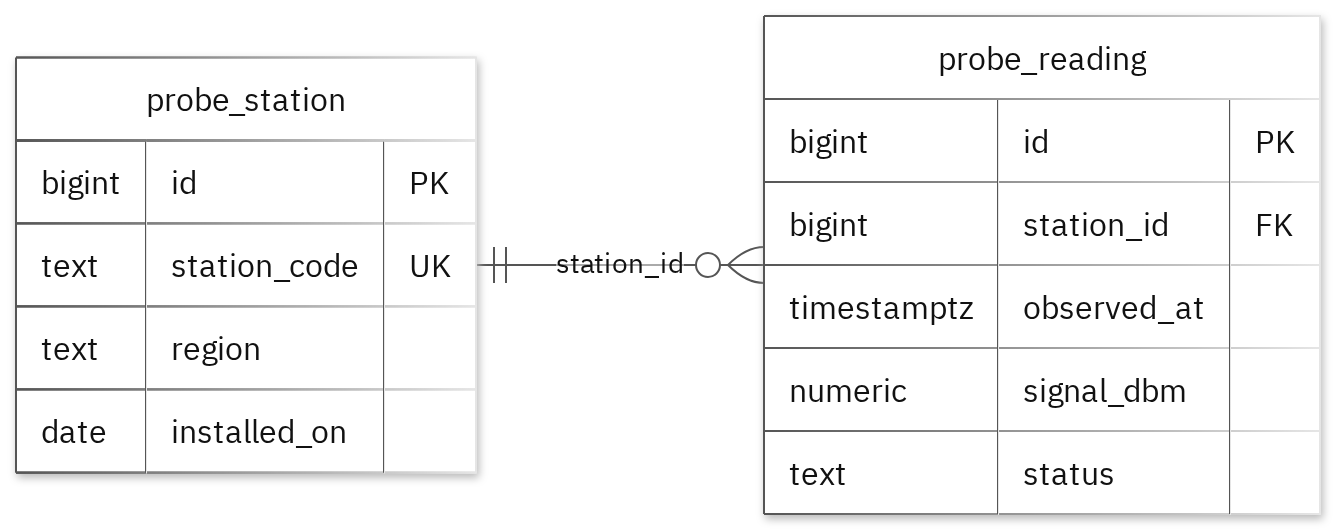 probe_station
bigint id PK
text station_code UK
text region
date installed_on
station_id
probe_reading
bigint id PK
bigint station_id FK
timestamptz observed_at
numeric signal_dbm
text status